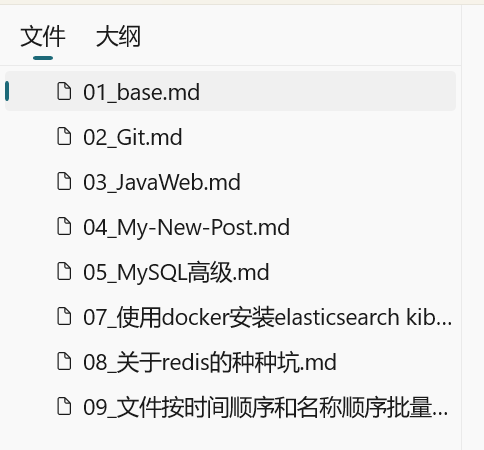 文件 大纲
01_base.md
02_Git.md
03_JavaWeb.md
04_My-New-Post.md
05_MySQL高级.md
07_使用docker安装elasticsearch kib...
08_关于redis的种种坑.md
09_文件按时间顺序和名称顺序批量...